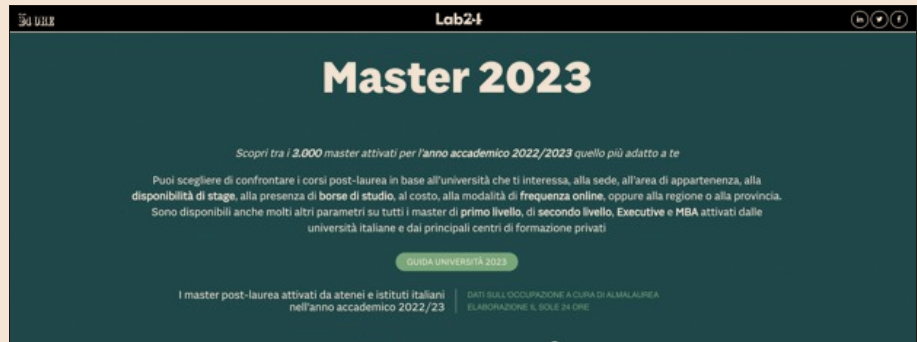 Lab24
Master 2023
Scopri tra i 3.000 master attivati per l'anno accademico 2022/2023 quello più adatto a te
Puoi scegliere di confrontare i corsi post-laurea in base all'università che ti interessa, alla sede, all'area di appartenenza, alla
disponibilità di stage, alla presenza di borse di studio, al costo, alla modalità di frequenza online, oppure alla regione o alla provincia.
Sono disponibili anche molti altri parametri su tutti i master di primo livello, di secondo livello, Executive e MBA attivati dalle
università italiane e dai principali centri di formazione privati
GUIDA UNIVERSITÀ 2023
I master post-laurea attivati da atenei e istituti italiani
nell'anno accademico 2022/23
DATI SULL'OCCUPAZIONE A CURA DI ALMALAUREA
ELABORAZIONE IL SOLE 24 ORE